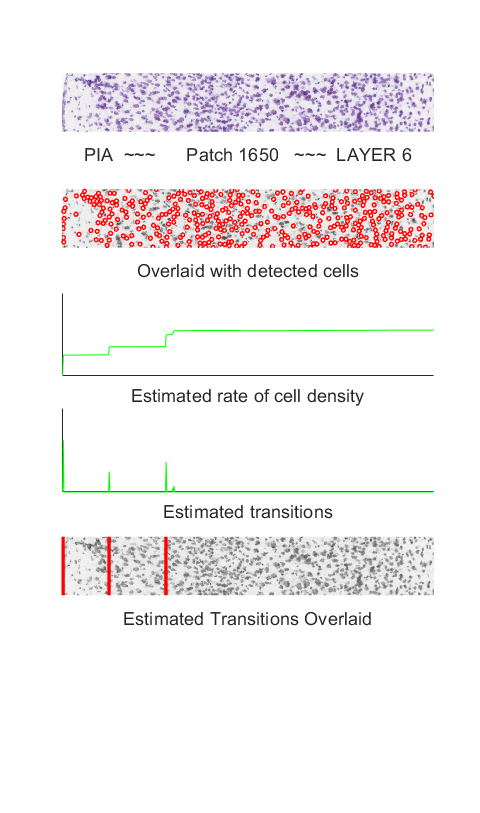 PIA ~~~ Patch 1650 ~~~ LAYER 6
Overlaid with detected cells
Estimated rate of cell density
Estimated transitions
Estimated Transitions Overlaid